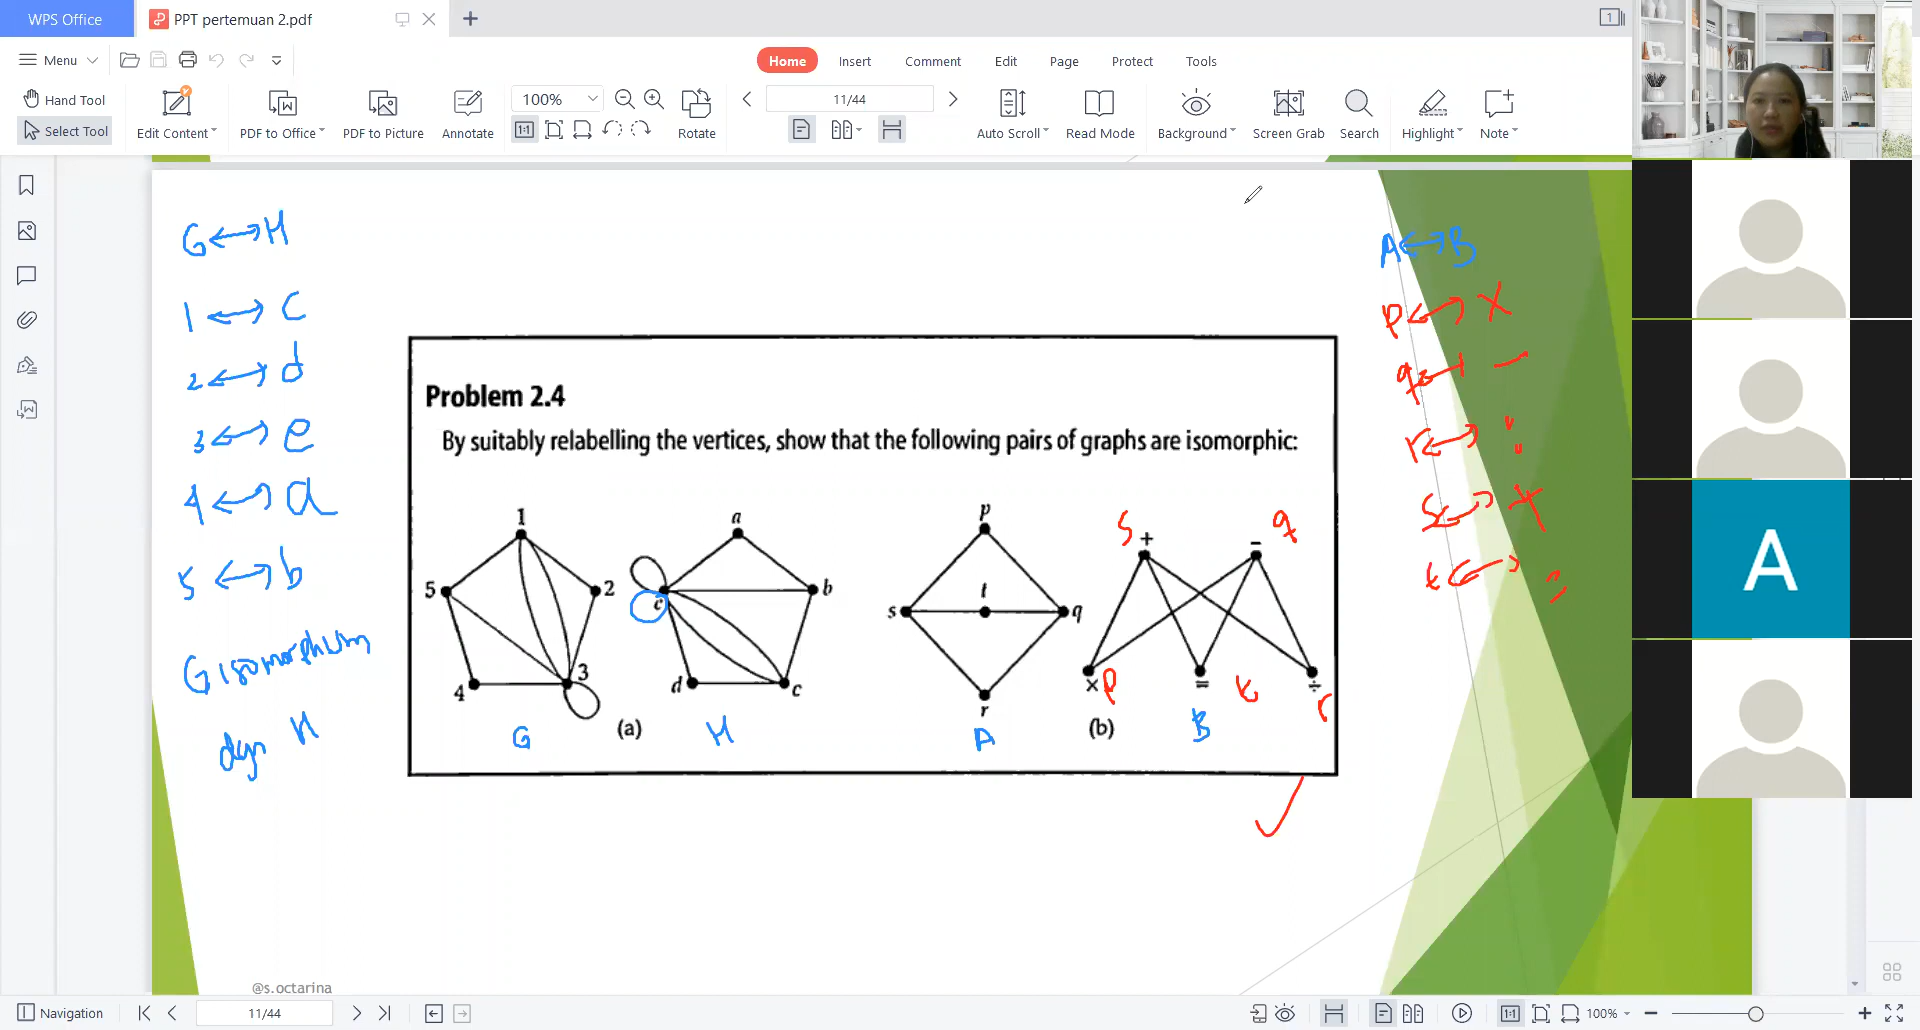 WPS Office
PPT pertemuan 2.pdf
Menu
Home
Insert
Comment
Edit
Page
Protect
Tools
Hand Tool
Select Tool
Edit Content
PDF to Office
PDF to Picture
Annotate
100%
Rotate
11/44
Auto Scroll
Read Mode
Background
Screen Grab
Search
Highlight
Note
G ↔ H
1 ↔ c
2 ↔ d
3 ↔ e
4 ↔ a
5 ↔ b
G isomorphum
dgn H
A ↔ B
p ↔ ×
q ↔ −
r ↔ ÷
s ↔ +
t ↔ =
Problem 2.4
By suitably relabelling the vertices, show that the following pairs of graphs are isomorphic:
1
5
2
4
3
G
(a)
a
e
b
d
c
H
p
s
t
q
r
A
(b)
s
+
−
q
×
p
=
t
÷
r
B
A
@s.octarina
Navigation
11/44
100%